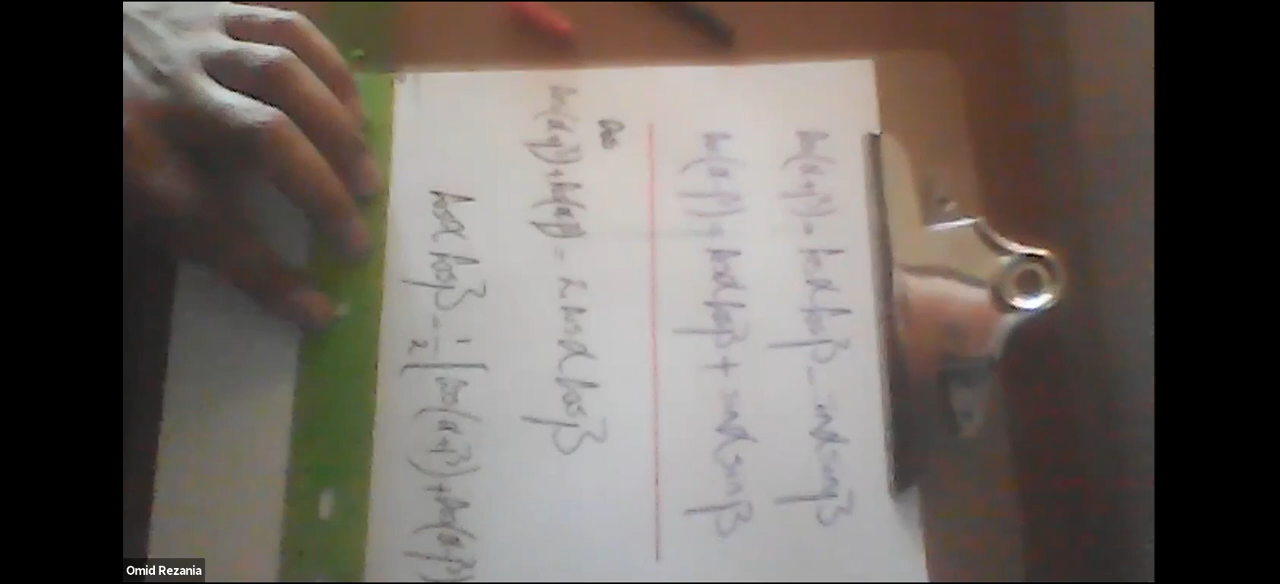 cos(α+β) = cosα cosβ - sinα sinβ
cos(α-β) = cosα cosβ + sinα sinβ
cos
cos(α+β) + cos(α-β) = 2 cosα cosβ
cosα cosβ = 1/2 [cos(α+β) + cos(α-β)
Omid Rezania